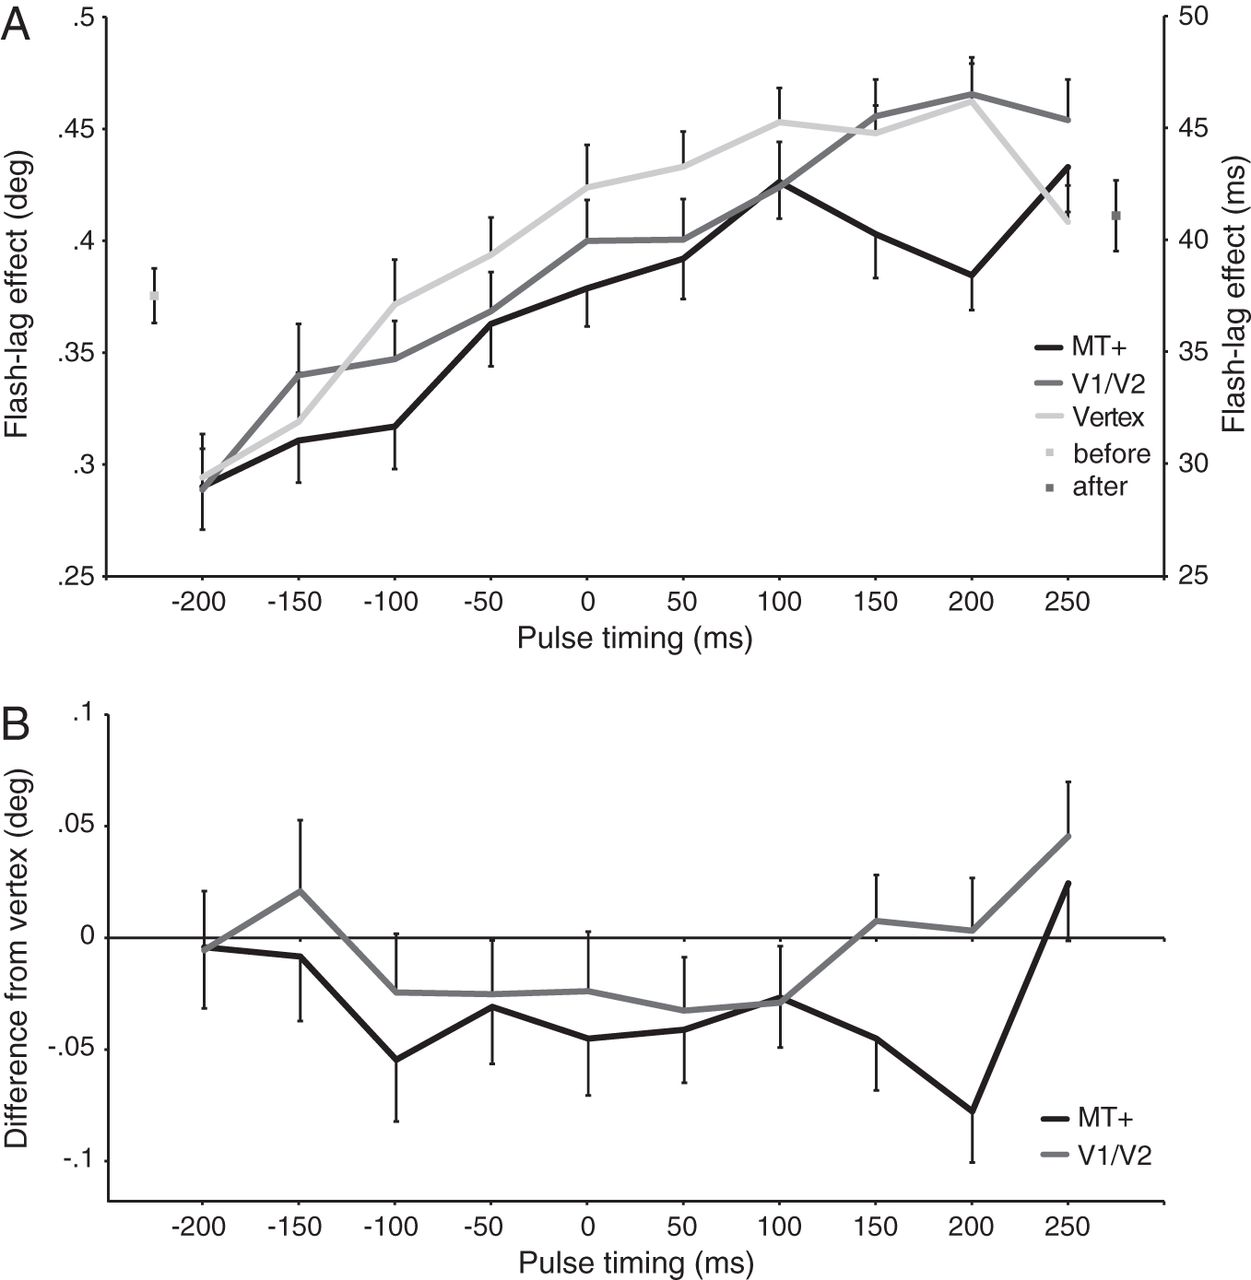 A
.5
.45
.4
.35
.3
.25
Flash-lag effect (deg)
50
45
40
35
30
25
Flash-lag effect (ms)
MT+
V1/V2
Vertex
before
after
-200 -150 -100 -50 0 50 100 150 200 250
Pulse timing (ms)
B
.1
.05
0
-.05
-.1
Difference from vertex (deg)
MT+
V1/V2
-200 -150 -100 -50 0 50 100 150 200 250
Pulse timing (ms)